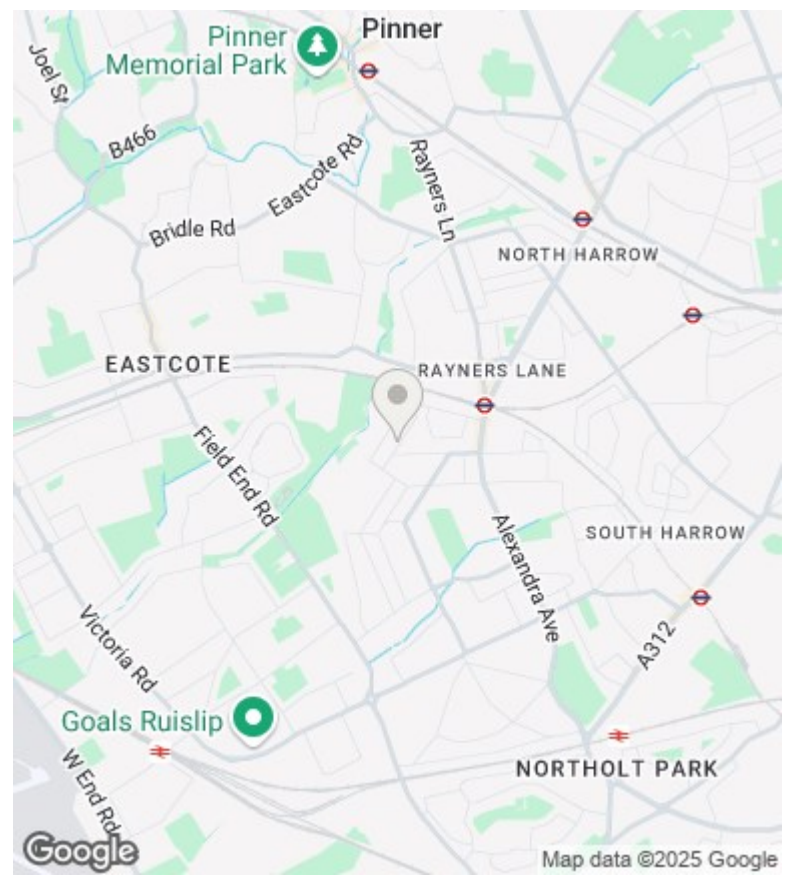 Pinner
Pinner
Memorial Park
Joel St
B466
Eastcote Rd
Rayners Ln
Bridle Rd
NORTH HARROW
EASTCOTE
RAYNERS LANE
Field End Rd
Alexandra Ave
SOUTH HARROW
Victoria Rd
A312
Goals Ruislip
W End Rd
NORTHOLT PARK
Google
Map data ©2025 Google